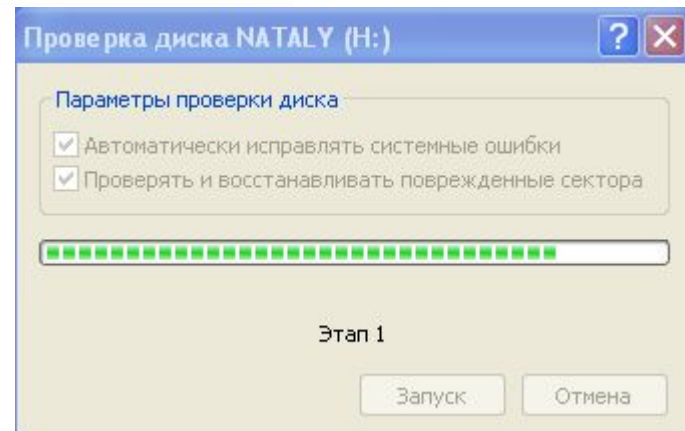 Проверка диска NATALY (H:)
Параметры проверки диска
Автоматически исправлять системные ошибки
Проверять и восстанавливать поврежденные сектора
Этап 1
Запуск
Отмена